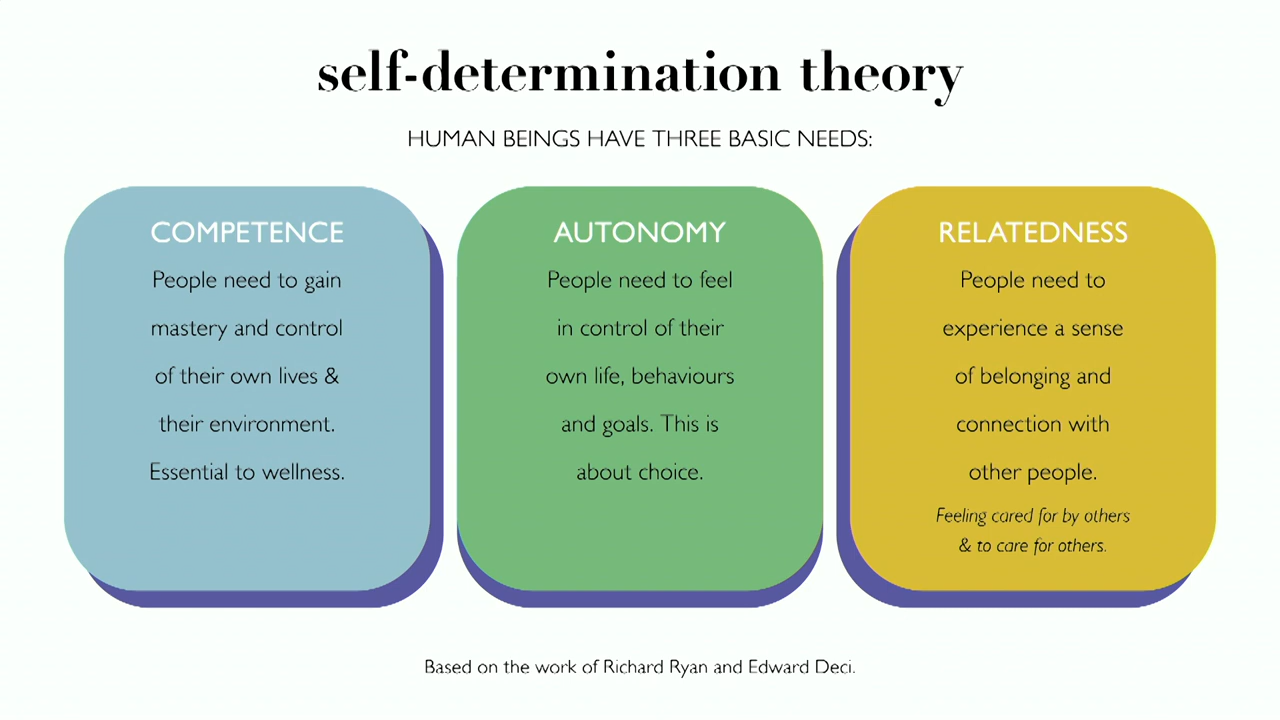 self-determination theory
HUMAN BEINGS HAVE THREE BASIC NEEDS:
COMPETENCE
People need to gain
mastery and control
of their own lives &
their environment.
Essential to wellness.
AUTONOMY
People need to feel
in control of their
own life, behaviours
and goals. This is
about choice.
RELATEDNESS
People need to
experience a sense
of belonging and
connection with
other people.
Feeling cared for by others
& to care for others.
Based on the work of Richard Ryan and Edward Deci.